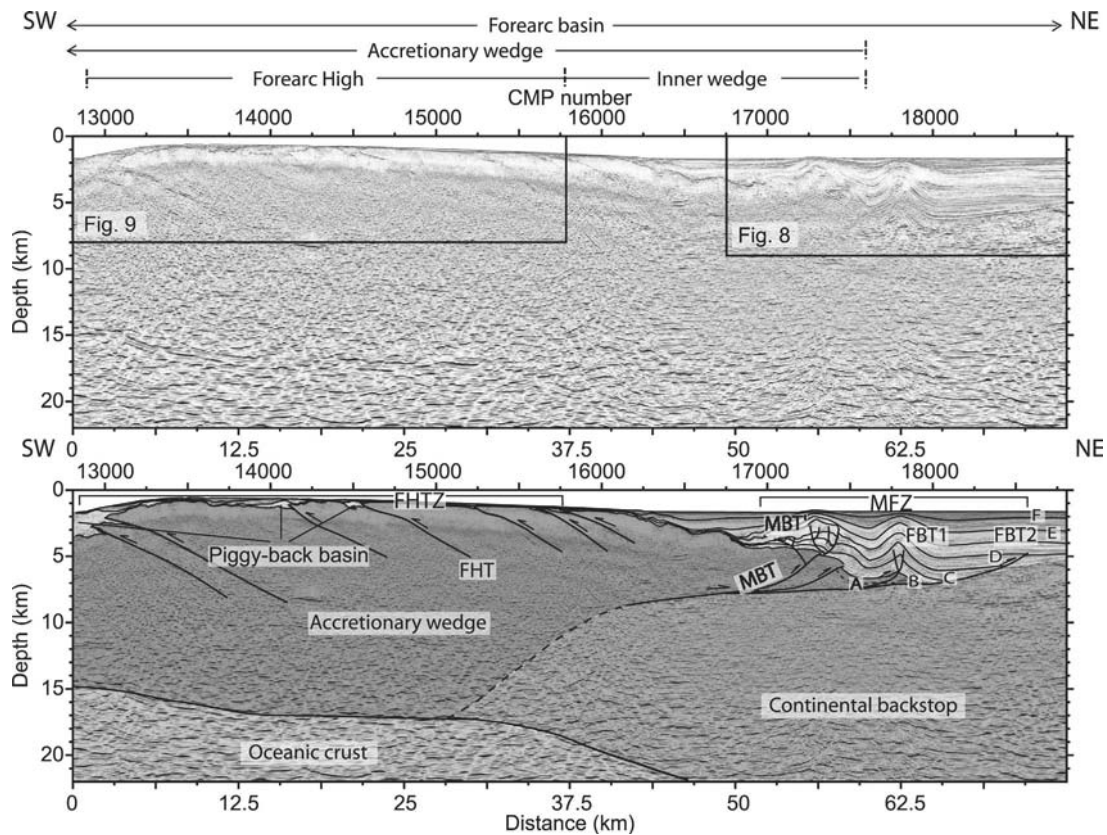 SW Forearc basin NE
Accretionary wedge
Forearc High Inner wedge
CMP number
13000 14000 15000 16000 17000 18000
0
5
10
15
20
Depth (km)
Fig. 9
Fig. 8
0 12.5 25 37.5 50 62.5
SW NE
13000 14000 15000 16000 17000 18000
0
5
10
15
20
Depth (km)
FHTZ MFZ
MBT' F
FBT1 FBT2 E
Piggy-back basin D
FHT MBT A B C
Accretionary wedge
Continental backstop
Oceanic crust
0 12.5 25 37.5 50 62.5
Distance (km)